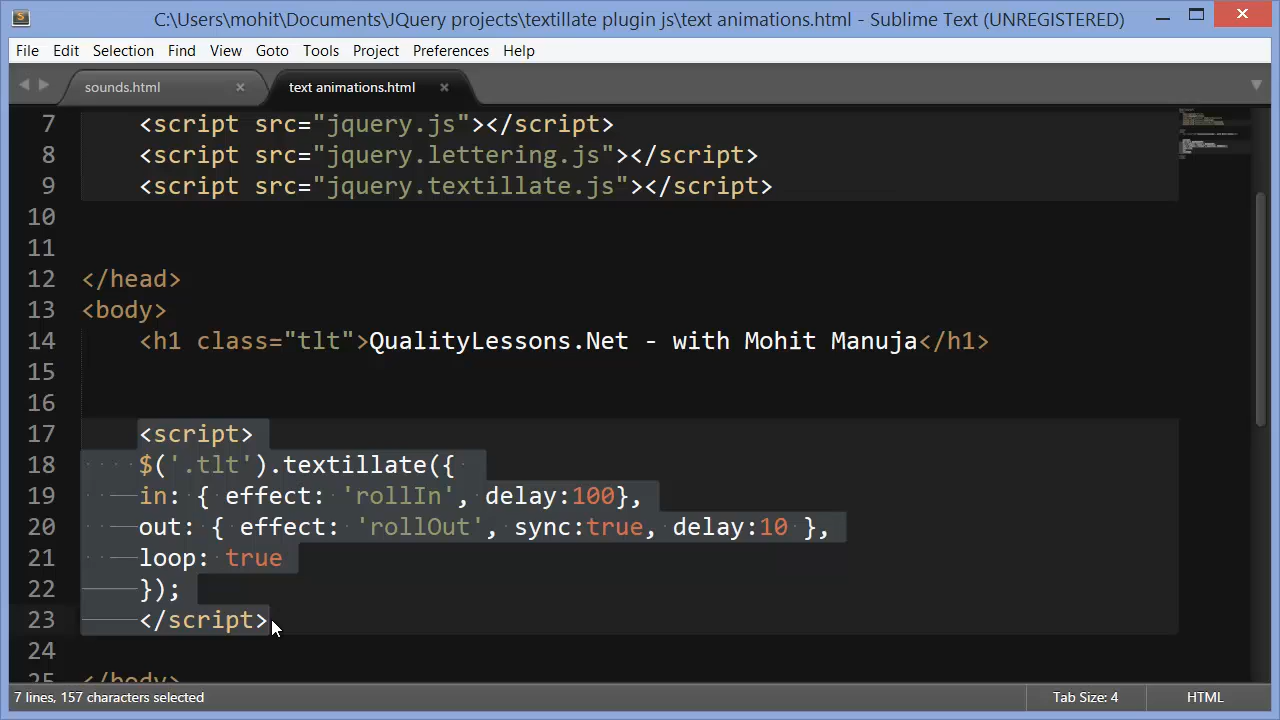 C:\Users\mohit\Documents\JQuery projects\textillate plugin js\text animations.html - Sublime Text (UNREGISTERED)
File Edit Selection Find View Goto Tools Project Preferences Help
sounds.html × text animations.html ×
7 <script src="jquery.js"></script>
8 <script src="jquery.lettering.js"></script>
9 <script src="jquery.textillate.js"></script>
10
11
12 </head>
13 <body>
14 <h1 class="tlt">QualityLessons.Net - with Mohit Manuja</h1>
15
16
17 <script>
18 $('.tlt').textillate({
19 in: { effect: 'rollIn', delay:100},
20 out: { effect: 'rollOut', sync:true, delay:10 },
21 loop: true
22 });
23 </script>
24
25 </body>
7 lines, 157 characters selected Tab Size: 4 HTML